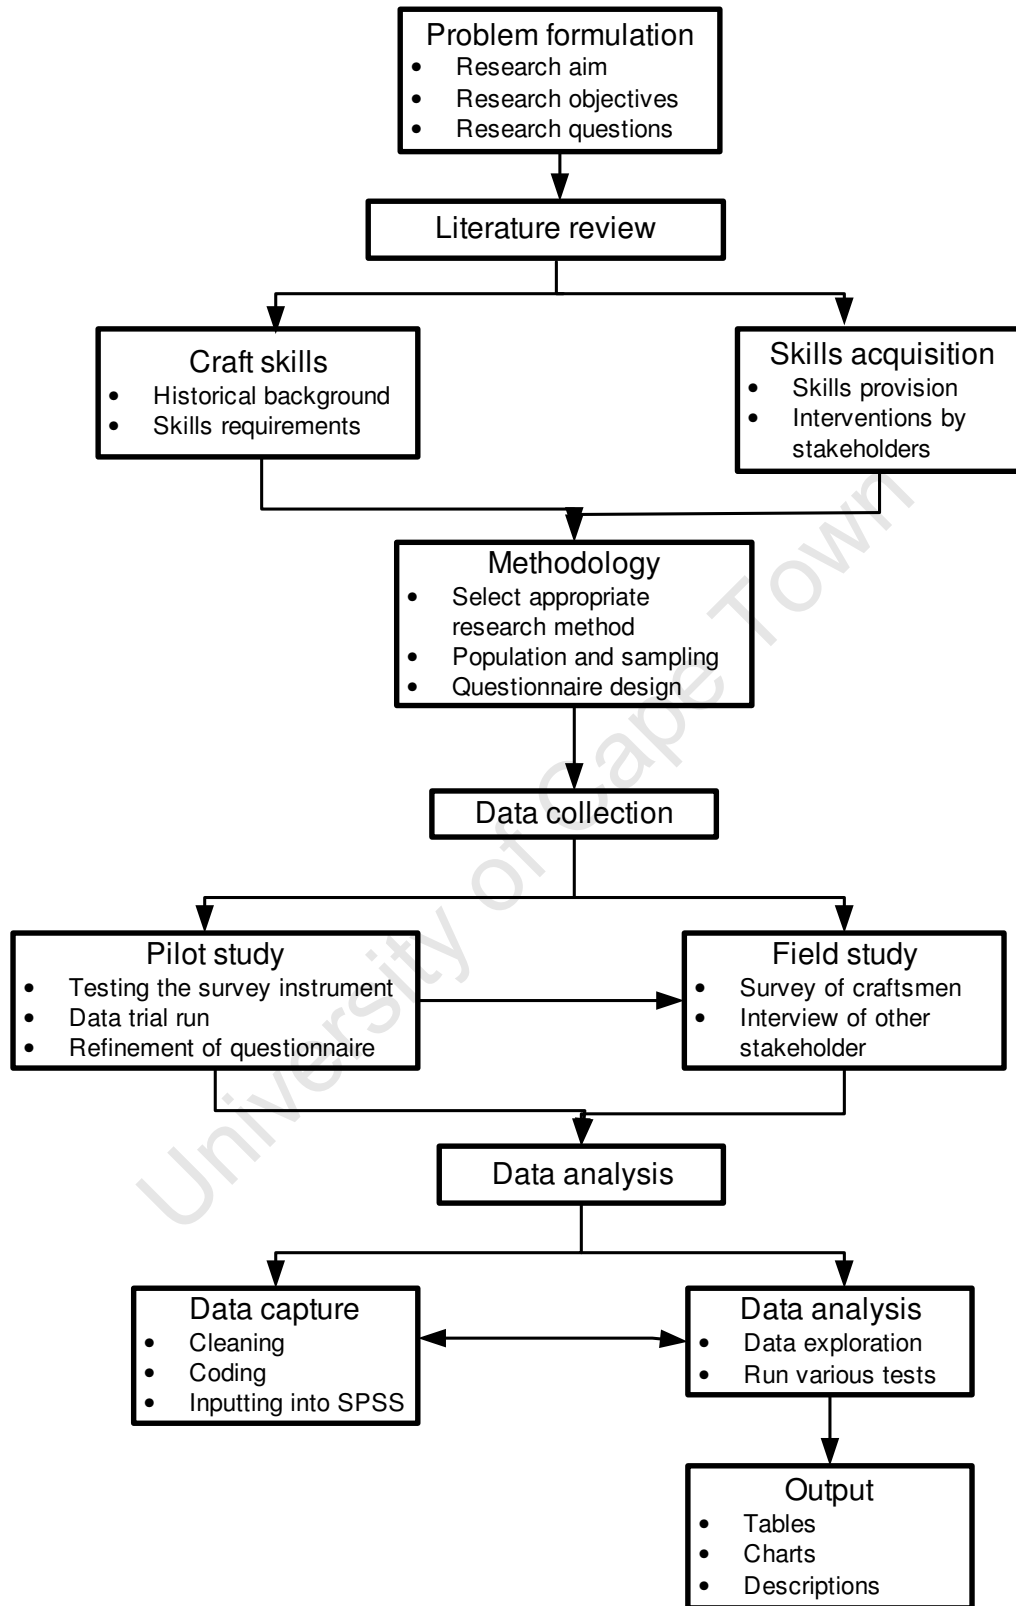 Problem formulation
• Research aim
• Research objectives
• Research questions
Literature review
Craft skills
• Historical background
• Skills requirements
Skills acquisition
• Skills provision
• Interventions by
stakeholders
Methodology
• Select appropriate
research method
• Population and sampling
• Questionnaire design
Data collection
Pilot study
• Testing the survey instrument
• Data trial run
• Refinement of questionnaire
Field study
• Survey of craftsmen
• Interview of other
stakeholder
Data analysis
Data capture
• Cleaning
• Coding
• Inputting into SPSS
Data analysis
• Data exploration
• Run various tests
Output
• Tables
• Charts
• Descriptions
University of Cape Town